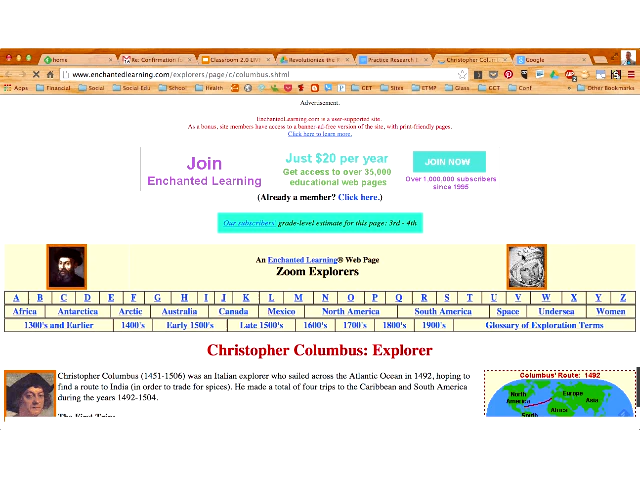 home
Re: Confirmation
Classroom 2.0
Revolutionize the
Practice Research
Christopher Colu
Google
www.enchantedlearning.com/explorers/page/c/columbus.shtml
Apps Financial Social Social Edu School Health CET Sites ETMP Glass CCT Conf » Other Bookmarks
Advertisement.
EnchantedLearning.com is a user-supported site.
As a bonus, site members have access to a banner-ad-free version of the site, with print-friendly pages.
Click here to learn more.
Join
Enchanted Learning
Just $20 per year
Get access to over 35,000
educational web pages
JOIN NOW
Over 1,000,000 subscribers
since 1995
(Already a member? Click here.)
Our subscribers' grade-level estimate for this page: 3rd - 4th
An Enchanted Learning® Web Page
Zoom Explorers
A B C D E F G H I J K L M N O P Q R S T U V W X Y Z
Africa Antarctica Arctic Australia Canada Mexico North America South America Space Undersea Women
1300's and Earlier 1400's Early 1500's Late 1500's 1600's 1700's 1800's 1900's Glossary of Exploration Terms
Christopher Columbus: Explorer
Christopher Columbus (1451-1506) was an Italian explorer who sailed across the Atlantic Ocean in 1492, hoping to
find a route to India (in order to trade for spices). He made a total of four trips to the Caribbean and South America
during the years 1492-1504.
The First Trip:
Columbus' Route: 1492
North
America
Europe
Asia
Africa
South